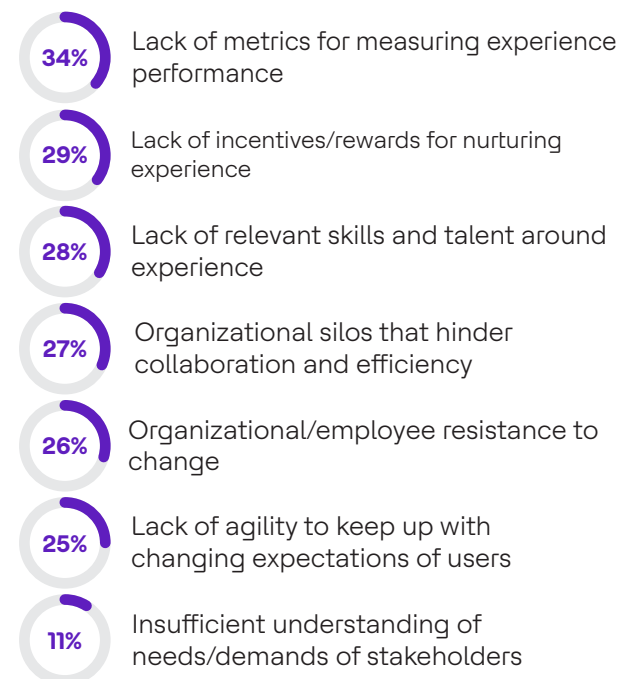 34%
Lack of metrics for measuring experience
performance
29%
Lack of incentives/rewards for nurturing
experience
28%
Lack of relevant skills and talent around
experience
27%
Organizational silos that hinder
collaboration and efficiency
26%
Organizational/employee resistance to
change
25%
Lack of agility to keep up with
changing expectations of users
11%
Insufficient understanding of
needs/demands of stakeholders